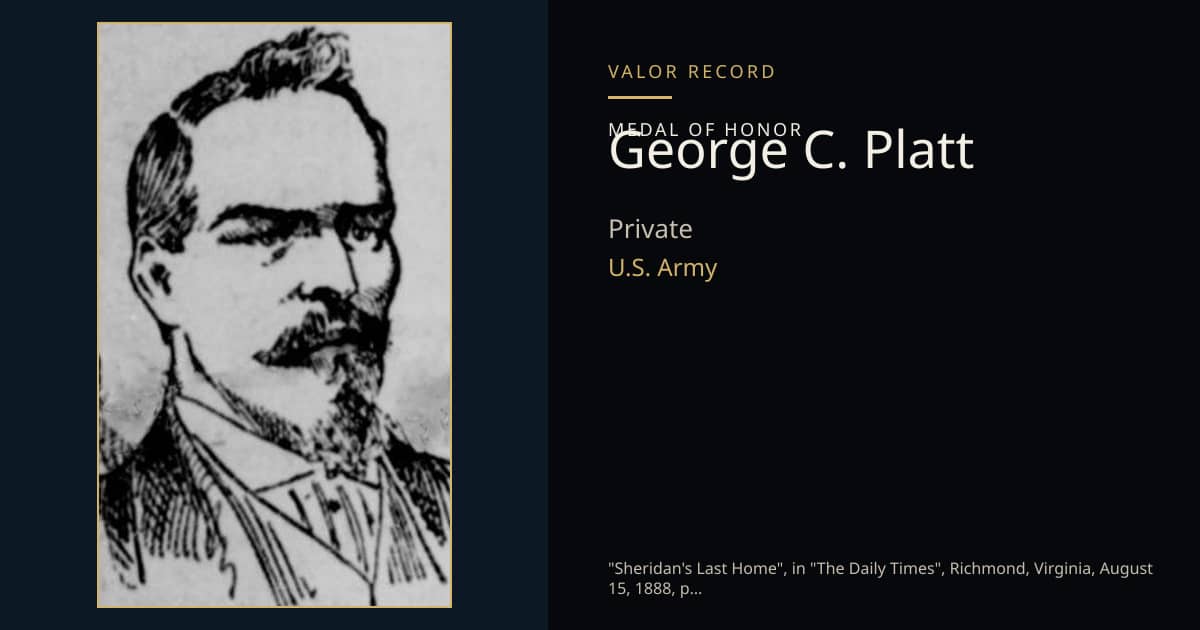 VALOR RECORD
MEDAL OF HONOR
George C. Platt
Private
U.S. Army
"Sheridan's Last Home", in "The Daily Times", Richmond, Virginia, August
15, 1888, p...